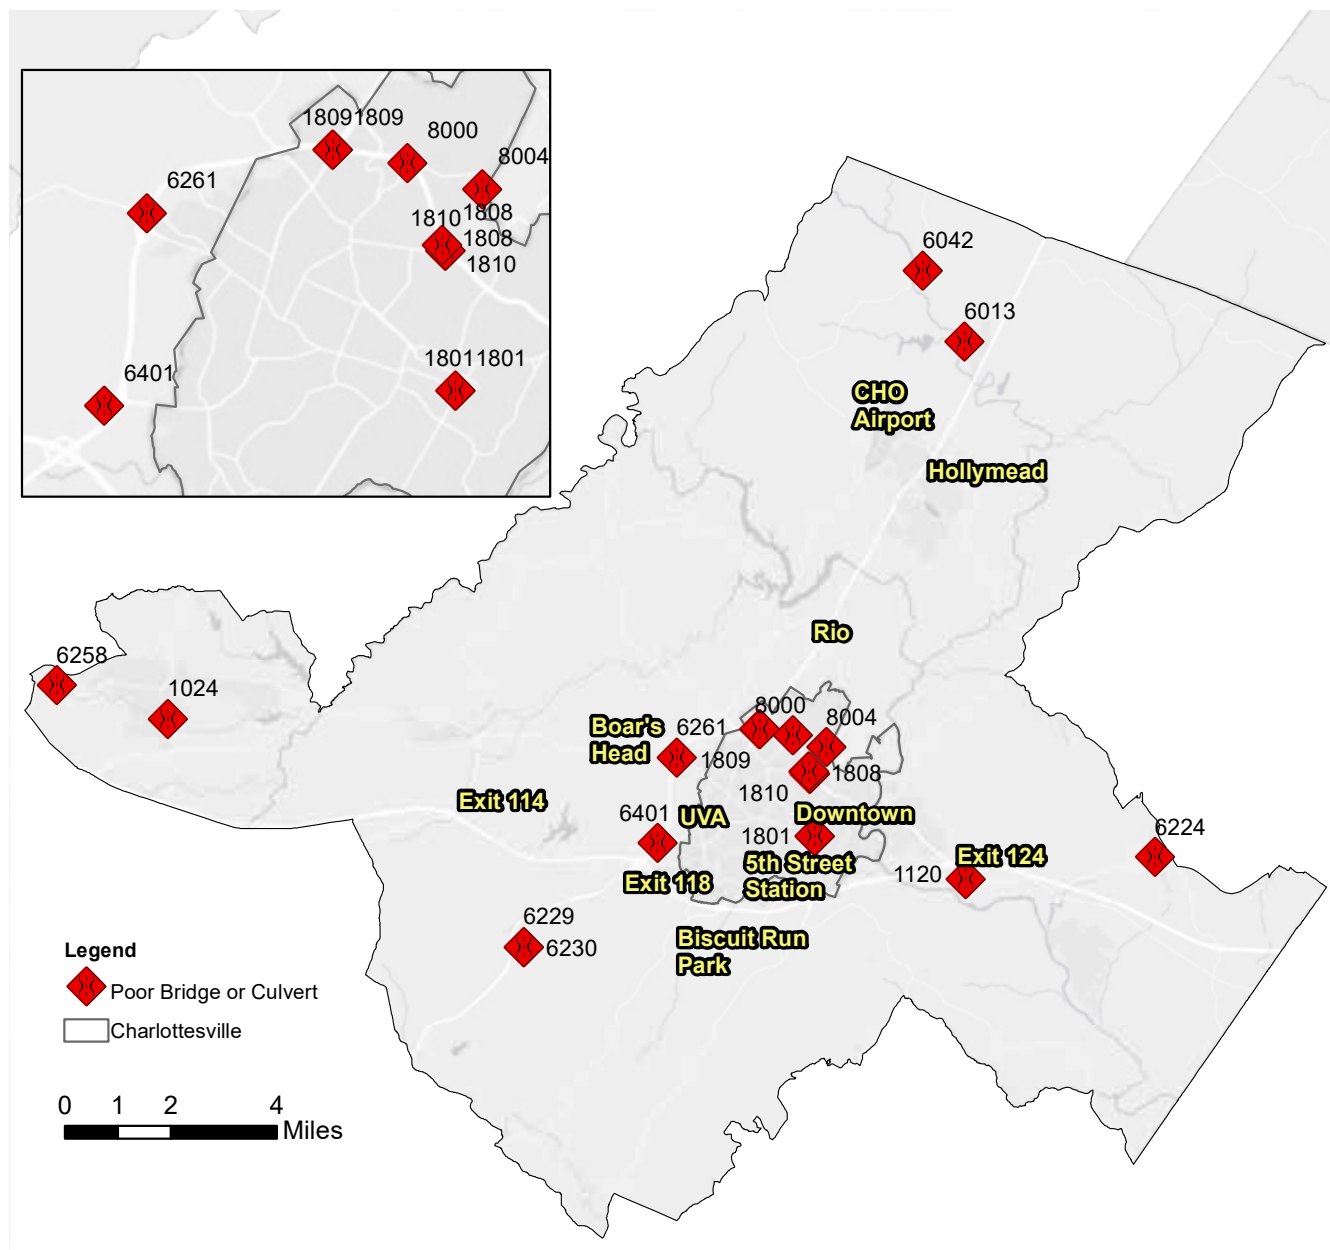 18091809
8000
8004
6261
1810 1808
1808
1810
6401
1801 1801
6042
6013
CHO
Airport
Hollymead
Rio
6258
1024
Boar's
Head
6261
8000
8004
1809
1808
1810
Exit 114
6401
UVA
Downtown
1801
5th Street
Station
Exit 118
Exit 124
1120
6224
6229
6230
Biscuit Run
Park
Legend
Poor Bridge or Culvert
Charlottesville
0 1 2 4
Miles